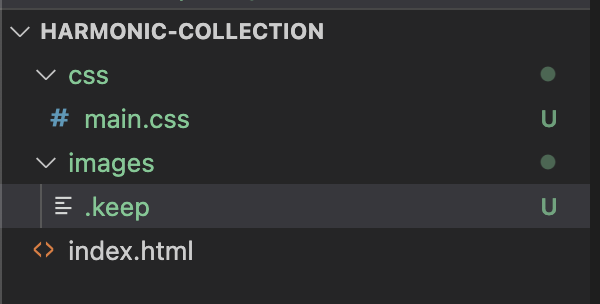 HARMONIC-COLLECTION
css
# main.css U
images
.keep U
<> index.html